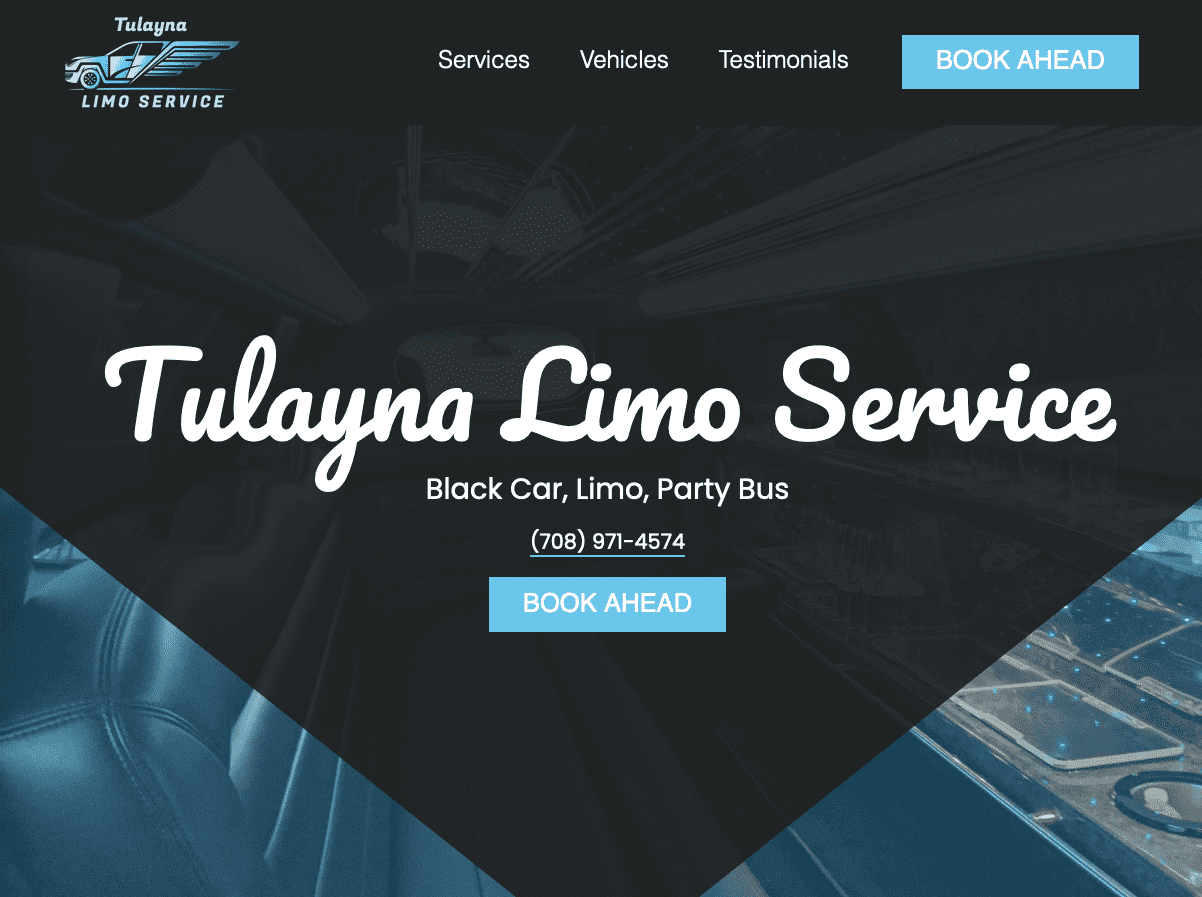 Tulayna
LIMO SERVICE
Services
Vehicles
Testimonials
BOOK AHEAD
Tulayna Limo Service
Black Car, Limo, Party Bus
(708) 971-4574
BOOK AHEAD